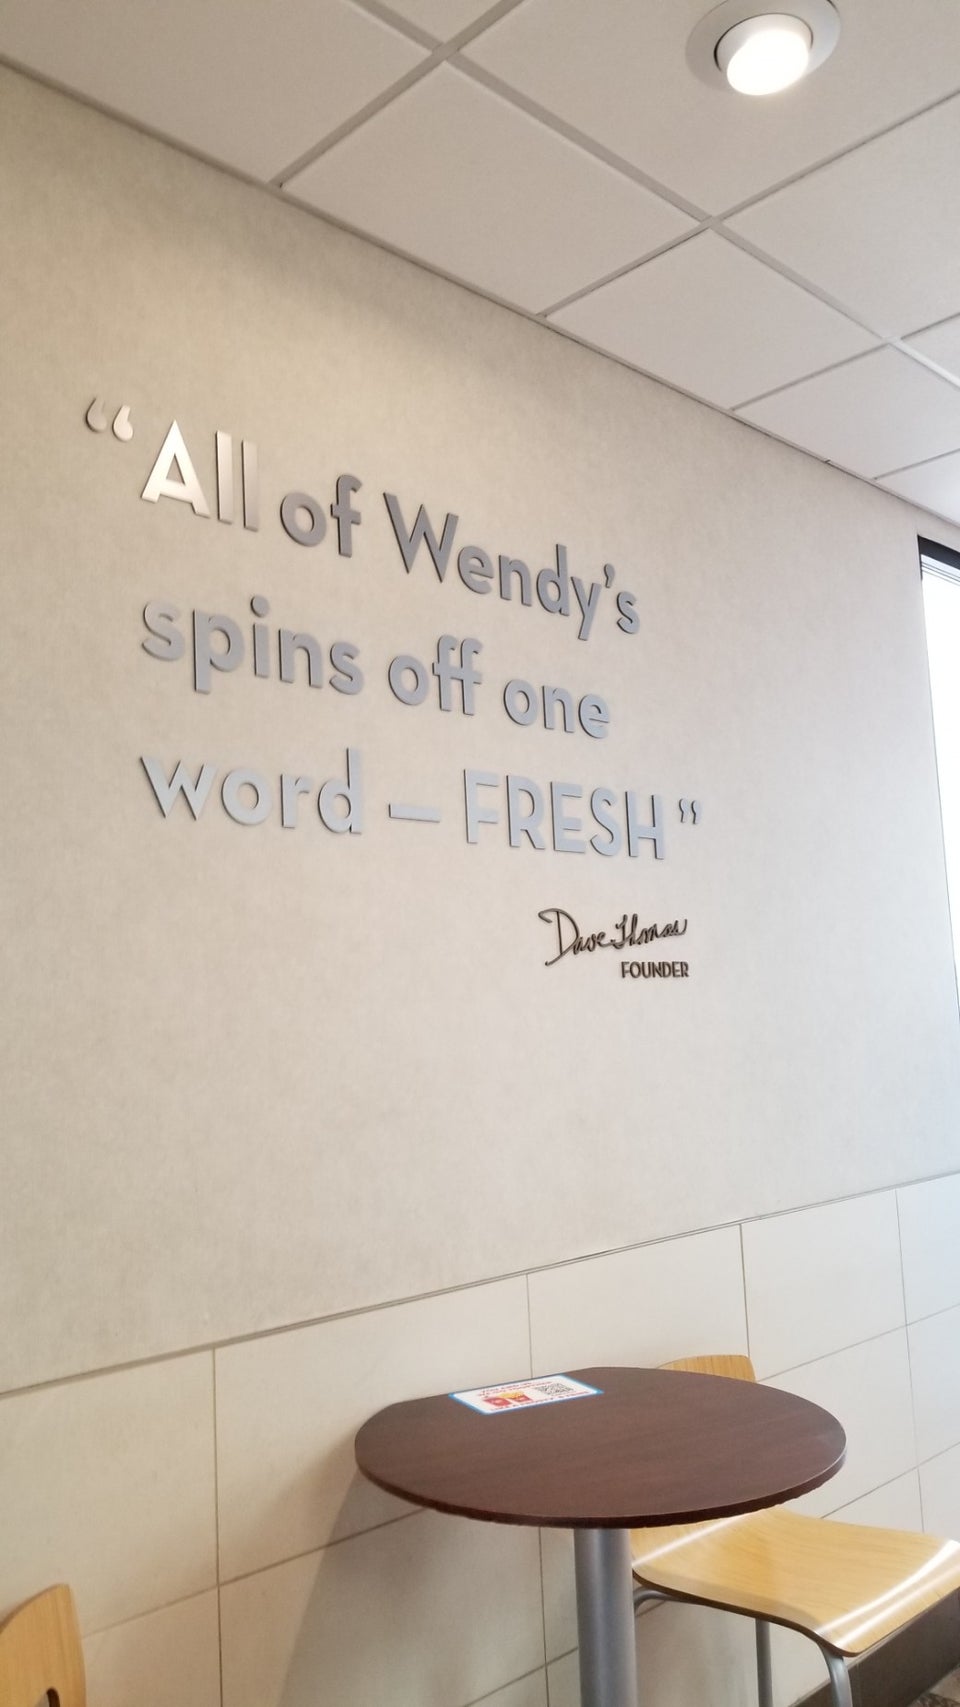 “All of Wendy’s
spins off one
word – FRESH”
Dave Thomas
FOUNDER